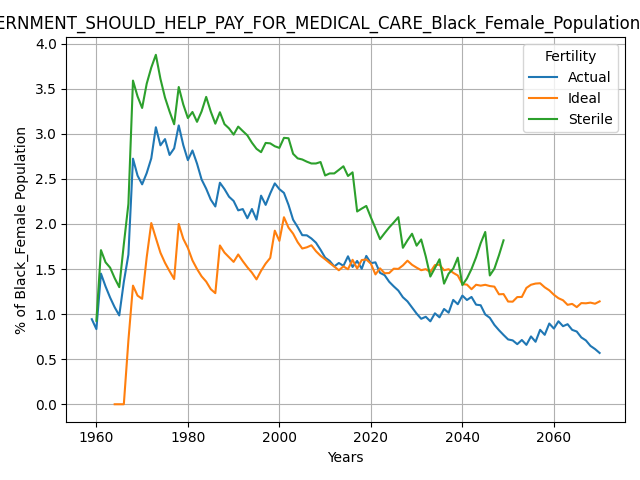 ERNMENT_SHOULD_HELP_PAY_FOR_MEDICAL_CARE_Black_Female_Population
Fertility
Actual
Ideal
Sterile
% of Black_Female Population
4.0
3.5
3.0
2.5
2.0
1.5
1.0
0.5
0.0
1960 1980 2000 2020 2040 2060
Years